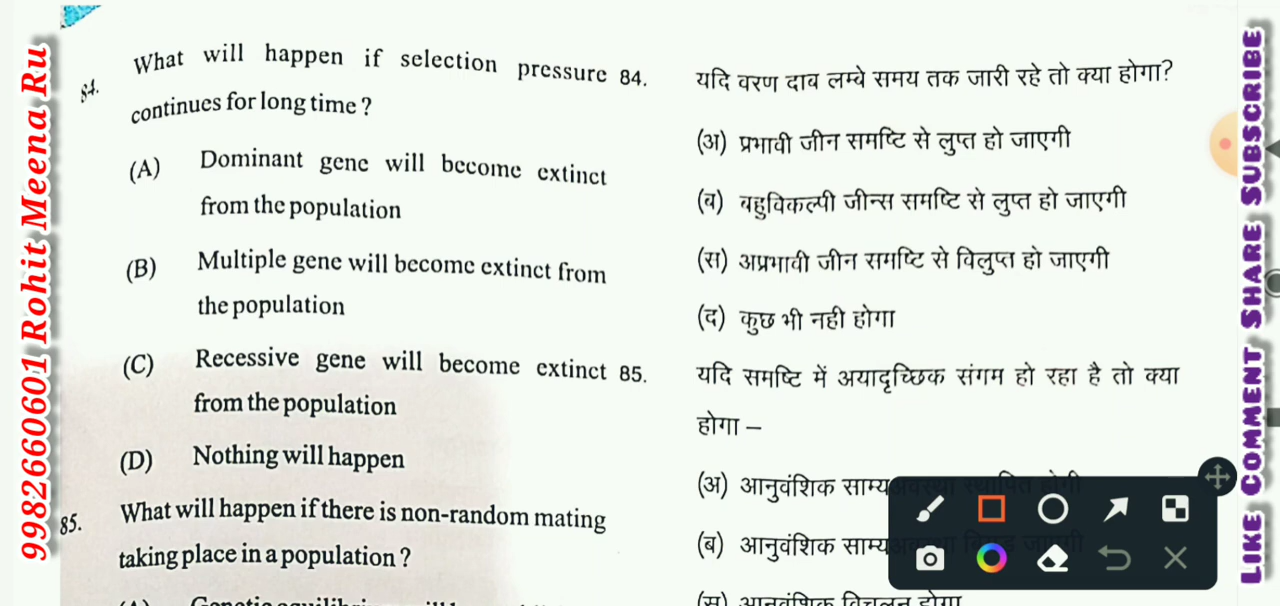 9982660601 Rohit Meena Ru
84.
What will happen if selection pressure
continues for long time ?
(A) Dominant gene will become extinct
from the population
(B) Multiple gene will become extinct from
the population
(C) Recessive gene will become extinct
from the population
(D) Nothing will happen
85. What will happen if there is non-random mating
taking place in a population ?
84. यदि वरण दाब लम्बे समय तक जारी रहे तो क्या होगा?
(अ) प्रभावी जीन समष्टि से लुप्त हो जाएगी
(ब) बहुविकल्पी जीन्स समष्टि से लुप्त हो जाएगी
(स) अप्रभावी जीन समष्टि से विलुप्त हो जाएगी
(द) कुछ भी नही होगा
85. यदि समष्टि में अयादृच्छिक संगम हो रहा है तो क्या
होगा –
(अ) आनुवंशिक साम्यअवस्था स्थापित होगी
(ब) आनुवंशिक साम्यअवस्था
(स) आनुवंशिक विचलन होगा
LIKE COMMENT SHARE SUBSCRIBE